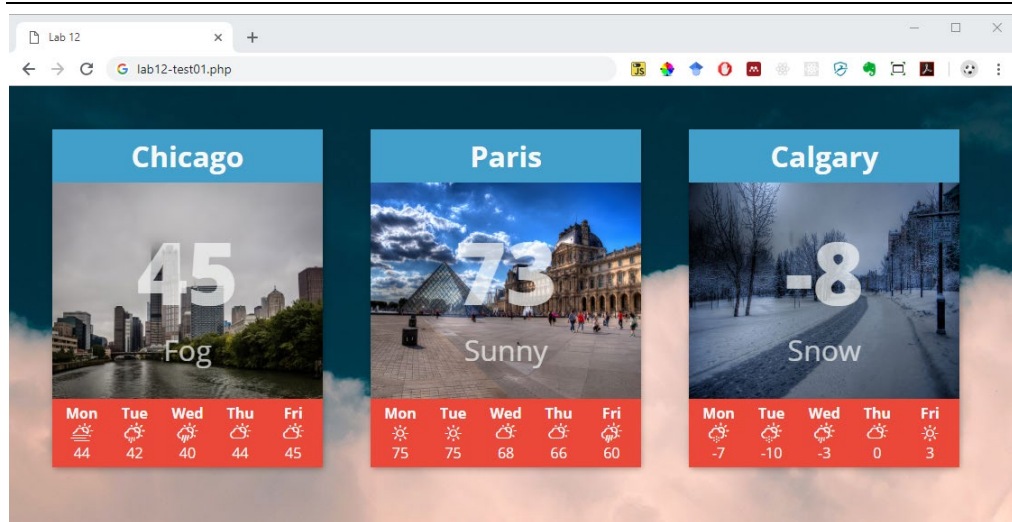 Lab 12
lab12-test01.php
JS
Chicago
45
Fog
Mon Tue Wed Thu Fri
44 42 40 44 45
Paris
73
Sunny
Mon Tue Wed Thu Fri
75 75 68 66 60
Calgary
-8
Snow
Mon Tue Wed Thu Fri
-7 -10 -3 0 3